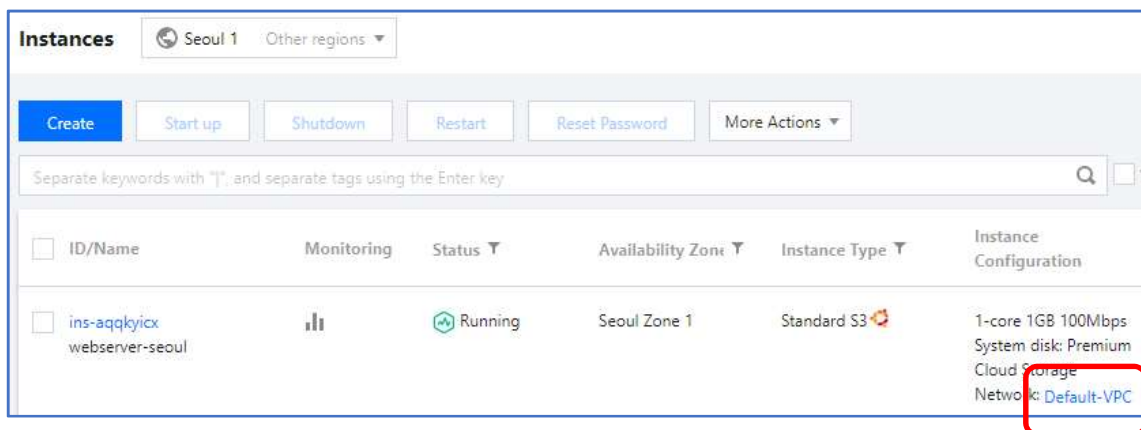 Instances Seoul 1 Other regions
Create Start up Shutdown Restart Reset Password More Actions
Separate keywords with "|", and separate tags using the Enter key
ID/Name Monitoring Status Availability Zone Instance Type Instance Configuration
ins-aqqkyicx Running Seoul Zone 1 Standard S3 1-core 1GB 100Mbps
webserver-seoul System disk: Premium
Cloud Storage
Network: Default-VPC